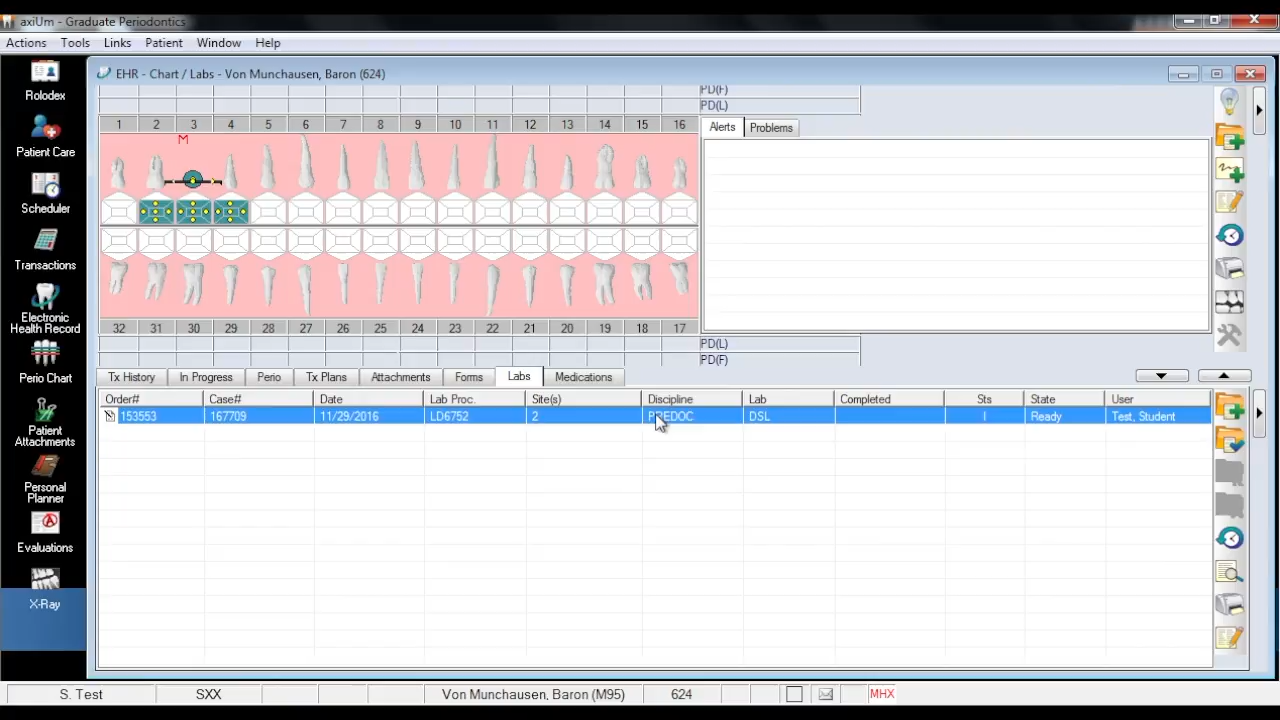 axiUm - Graduate Periodontics
Actions Tools Links Patient Window Help
Rolodex
Patient Care
Scheduler
Transactions
Electronic
Health Record
Perio Chart
Patient
Attachments
Personal
Planner
Evaluations
X-Ray
EHR - Chart / Labs - Von Munchausen, Baron (624)
PD(F)
PD(L)
1 2 3 4 5 6 7 8 9 10 11 12 13 14 15 16
M
32 31 30 29 28 27 26 25 24 23 22 21 20 19 18 17
PD(L)
PD(F)
Alerts Problems
Tx History In Progress Perio Tx Plans Attachments Forms Labs Medications
Order# Case# Date Lab Proc. Site(s) Discipline Lab Completed Sts State User
153553 167709 11/29/2016 LD6752 2 PREDOC DSL I Ready Test, Student
S. Test SXX Von Munchausen, Baron (M95) 624 MHX